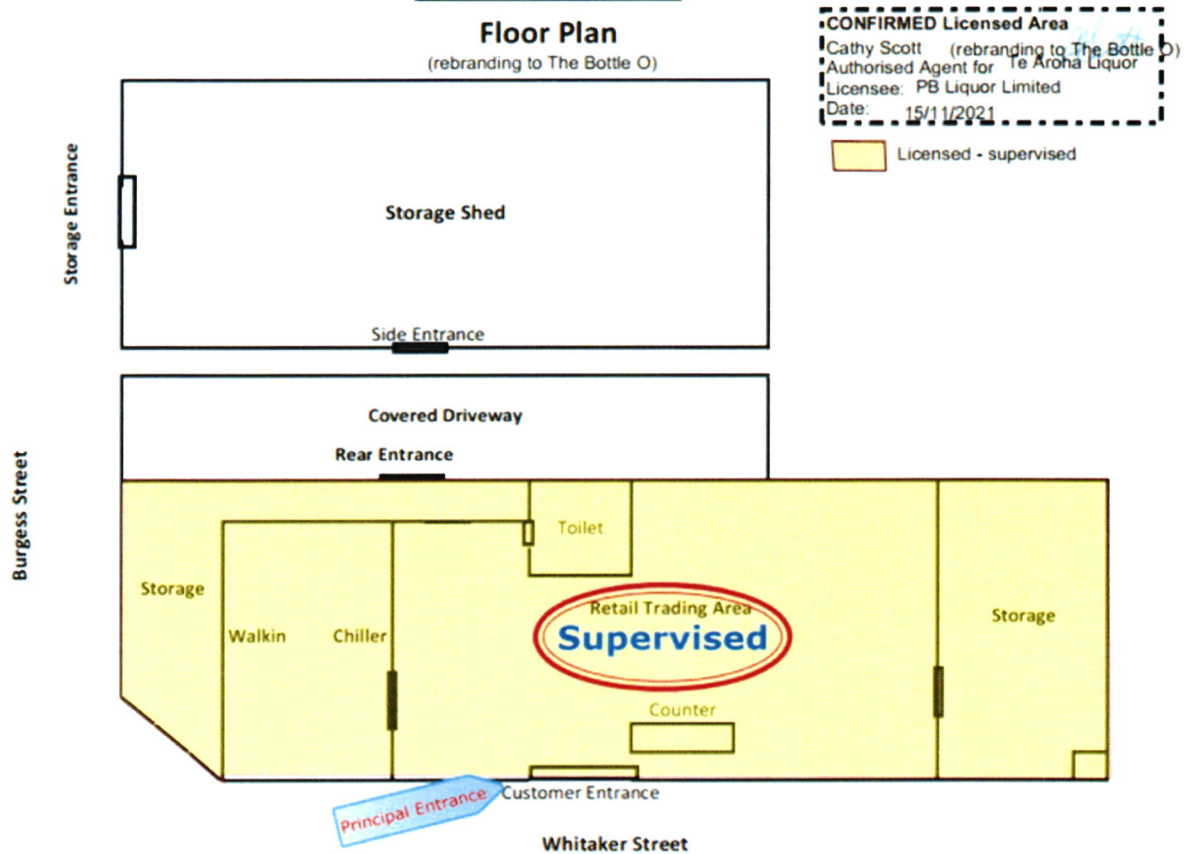 Floor Plan
(rebranding to The Bottle O)
CONFIRMED Licensed Area
Cathy Scott (rebranding to The Bottle O)
Authorised Agent for Te Aroha Liquor
Licensee: PB Liquor Limited
Date: 15/11/2021
Licensed - supervised
Storage Entrance
Storage Shed
Side Entrance
Covered Driveway
Rear Entrance
Burgess Street
Toilet
Storage
Retail Trading Area
Supervised
Storage
Walkin Chiller
Counter
Principal Entrance
Customer Entrance
Whitaker Street